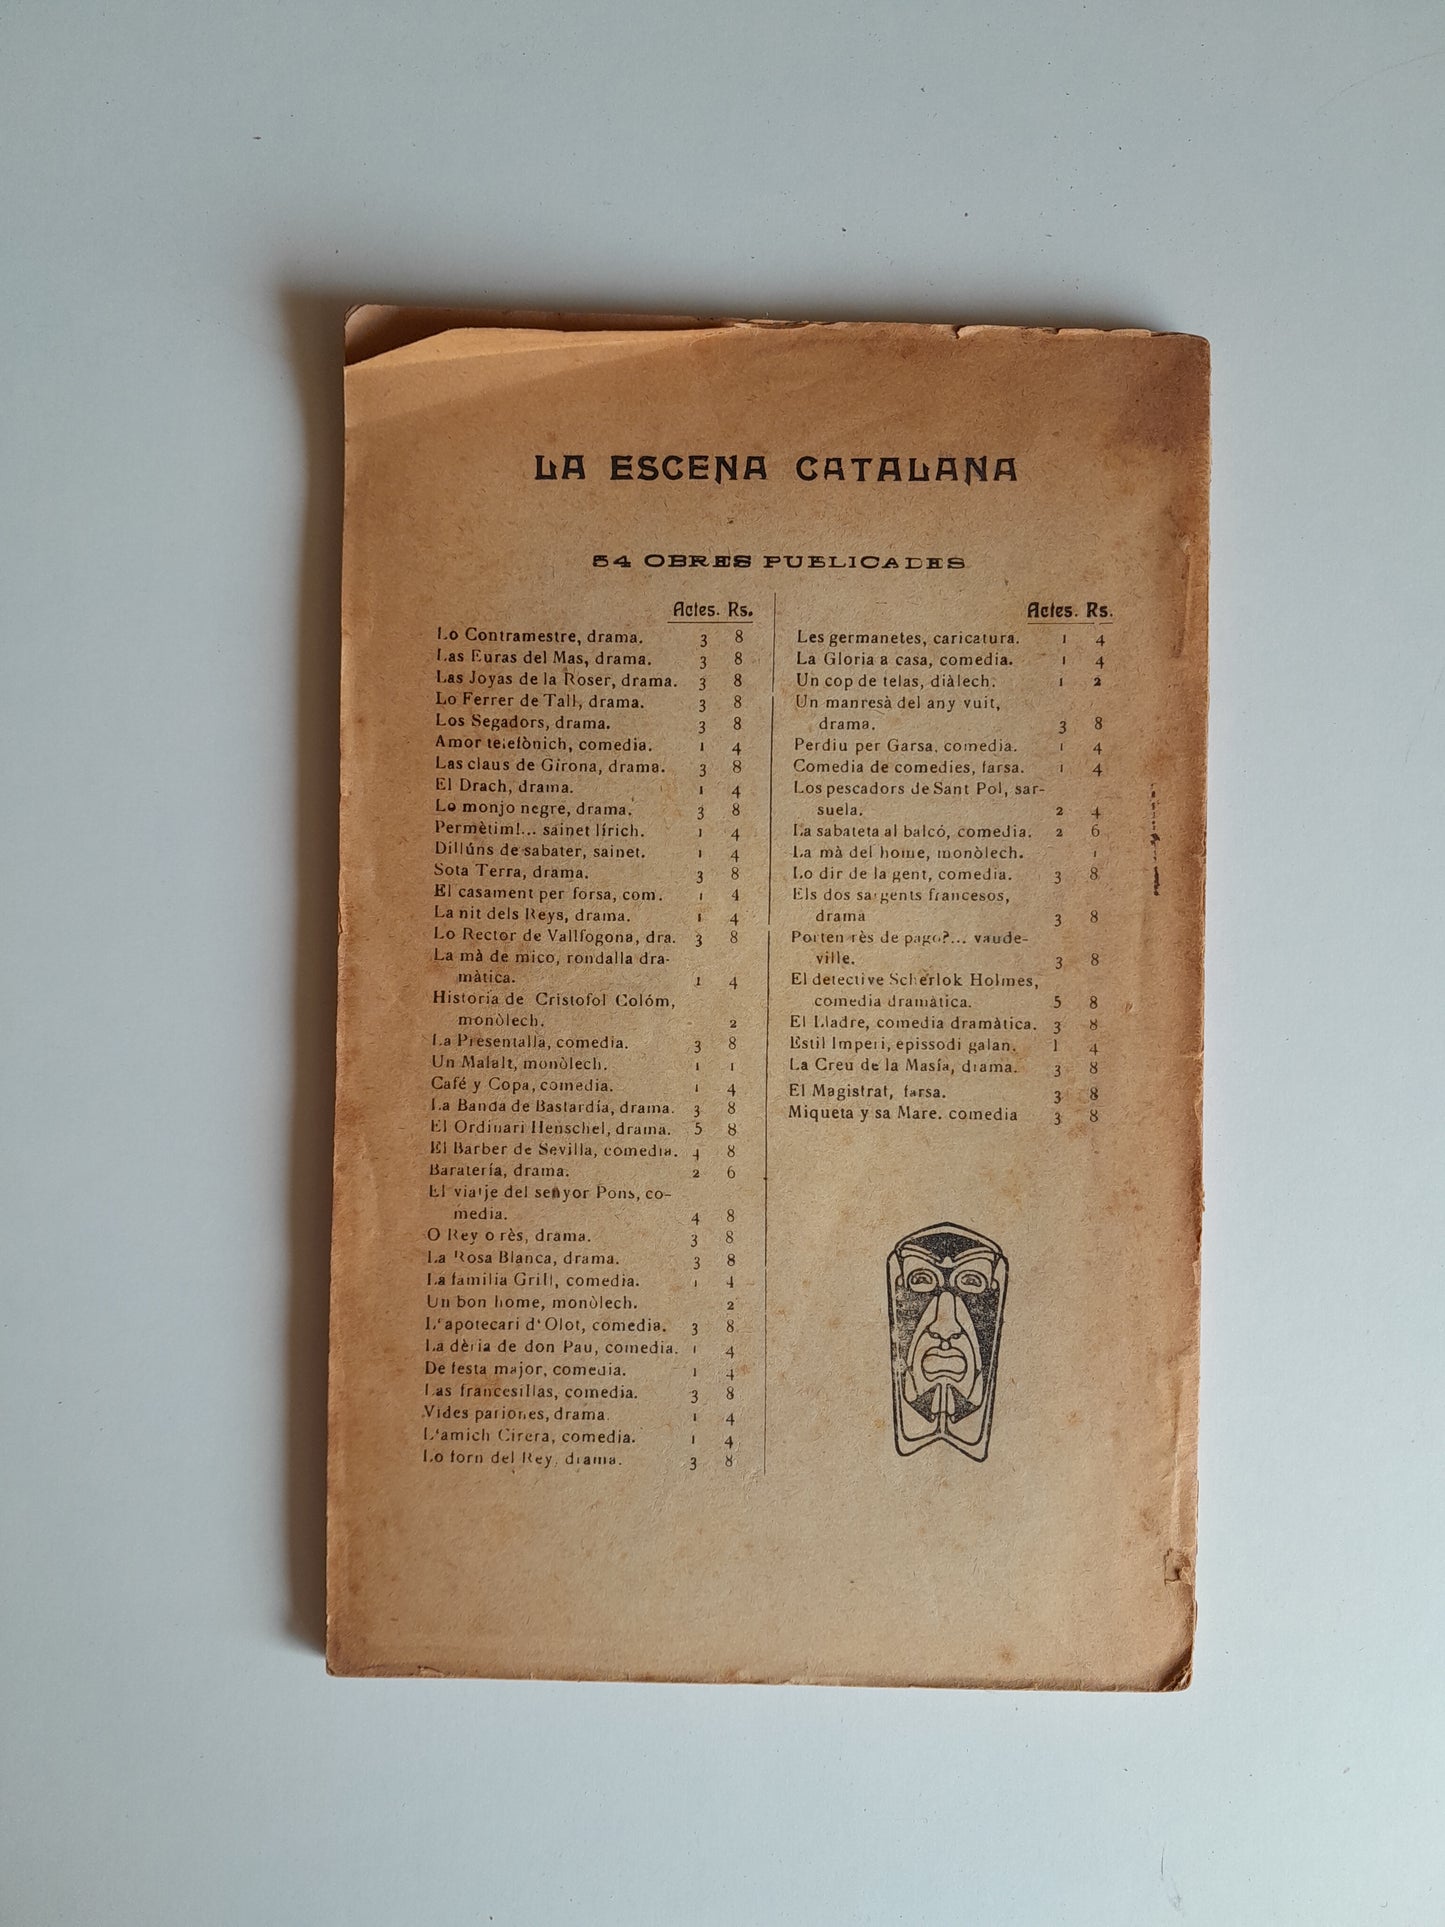 LA ESCENA CATALANA
54 OBRES PUBLICADES
Actes. Rs.
Lo Contramestre, drama. 3 8
Las Euras del Mas, drama. 3 8
Las Joyas de la Roser, drama. 3 8
Lo Ferrer de Tall, drama. 3 8
Los Segadors, drama. 3 8
Amor telefònich, comedia. 1 4
Las claus de Girona, drama. 3 8
El Drach, drama. 1 4
Lo monjo negre, drama. 3 8
Permètim!... sainet lírich. 1 4
Dillúns de sabater, sainet. 1 4
Sota Terra, drama. 3 8
El casament per forsa, com. 1 4
La nit dels Reys, drama. 1 4
Lo Rector de Vallfogona, dra. 3 8
La mà de mico, rondalla dra-
màtica. 1 4
Historia de Cristofol Colóm,
monòlech. 2
La Presentalla, comedia. 3 8
Un Malalt, monòlech. 1 1
Café y Copa, comedia. 1 4
La Banda de Bastardía, drama. 3 8
El Ordinari Henschel, drama. 5 8
El Barber de Sevilla, comedia. 4 8
Baratería, drama. 2 6
El viatje del senyor Pons, co-
media. 4 8
O Rey o rès, drama. 3 8
La Rosa Blanca, drama. 3 8
La familia Grill, comedia. 1 4
Un bon home, monòlech. 2
L'apotecari d'Olot, comedia. 3 8
La dèria de don Pau, comedia. 1 4
De festa major, comedia. 1 4
Las francesillas, comedia. 3 8
Vides pariones, drama. 1 4
L'amich Cirera, comedia. 1 4
Lo forn del Rey, drama. 3 8
Actes. Rs.
Les germanetes, caricatura. 1 4
La Gloria a casa, comedia. 1 4
Un cop de telas, diàlech. 1 2
Un manresà del any vuit,
drama. 3 8
Perdiu per Garsa, comedia. 1 4
Comedia de comedies, farsa. 1 4
Los pescadors de Sant Pol, sar-
suela. 2 4
La sabateta al balcó, comedia. 2 6
La mà del home, monòlech. 1
Lo dir de la gent, comedia. 3 8
Els dos sargents francesos,
drama 3 8
Porten rès de pago?... vaude-
ville. 3 8
El detective Scherlok Holmes,
comedia dramàtica. 5 8
El Lladre, comedia dramàtica. 3 8
Estil Imperi, epissodi galan. 1 4
La Creu de la Masía, drama. 3 8
El Magistrat, farsa. 3 8
Miqueta y sa Mare. comedia 3 8